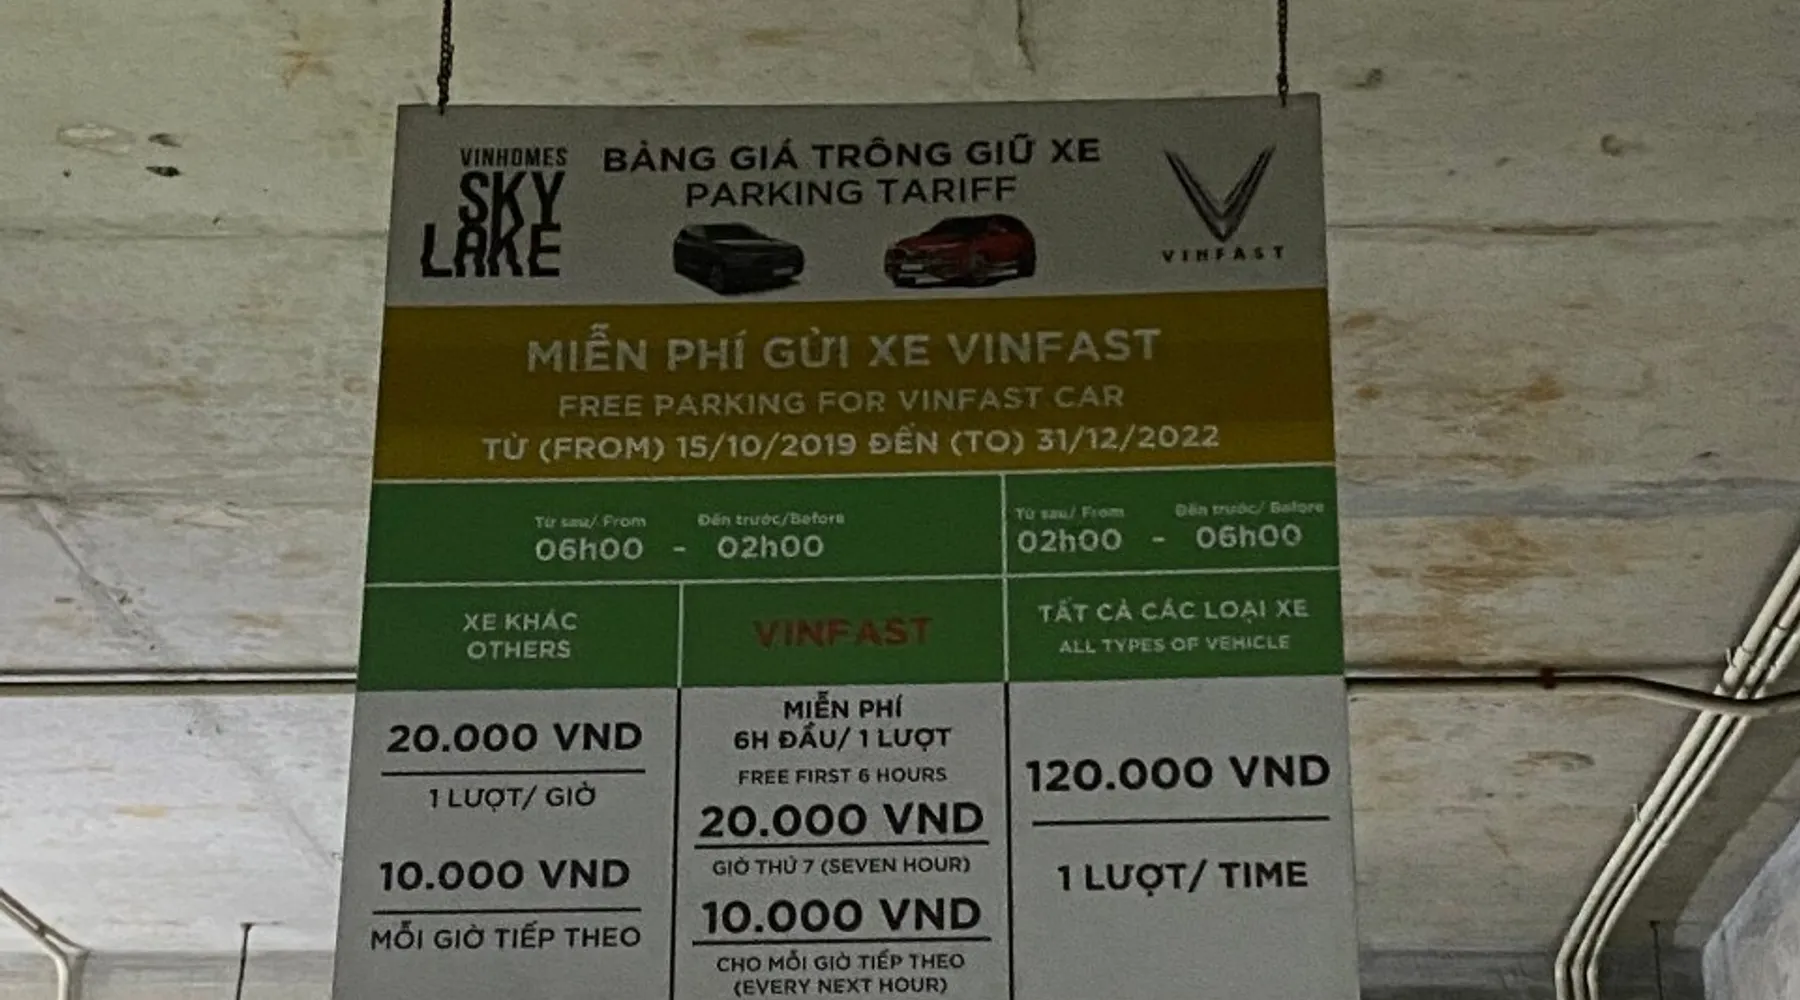 VINHOMES
SKY
LAKE
BẢNG GIÁ TRÔNG GIỮ XE
PARKING TARIFF
VINFAST
MIỄN PHÍ GỬI XE VINFAST
FREE PARKING FOR VINFAST CAR
TỪ (FROM) 15/10/2019 ĐẾN (TO) 31/12/2022
Từ sau/ From Đến trước/Before
06h00 - 02h00
Từ sau/ From Đến trước/ Before
02h00 - 06h00
XE KHÁC
OTHERS
VINFAST
TẤT CẢ CÁC LOẠI XE
ALL TYPES OF VEHICLE
20.000 VND
1 LƯỢT/ GIỜ
10.000 VND
MỖI GIỜ TIẾP THEO
MIỄN PHÍ
6H ĐẦU/ 1 LƯỢT
FREE FIRST 6 HOURS
20.000 VND
GIỜ THỨ 7 (SEVEN HOUR)
10.000 VND
CHO MỖI GIỜ TIẾP THEO
(EVERY NEXT HOUR)
120.000 VND
1 LƯỢT/ TIME